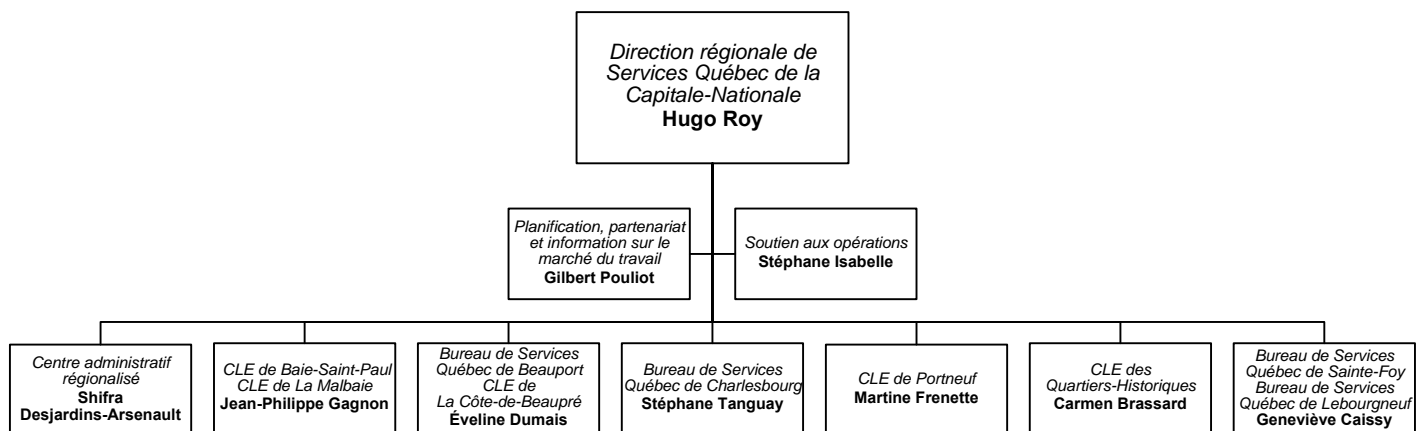 Direction régionale de
Services Québec de la
Capitale-Nationale
Hugo Roy
Planification, partenariat
et information sur le
marché du travail
Gilbert Pouliot
Soutien aux opérations
Stéphane Isabelle
Centre administratif
régionalisé
Shifra
Desjardins-Arsenault
CLE de Baie-Saint-Paul
CLE de La Malbaie
Jean-Philippe Gagnon
Bureau de Services
Québec de Beauport
CLE de
La Côte-de-Beaupré
Éveline Dumais
Bureau de Services
Québec de Charlesbourg
Stéphane Tanguay
CLE de Portneuf
Martine Frenette
CLE des
Quartiers-Historiques
Carmen Brassard
Bureau de Services
Québec de Sainte-Foy
Bureau de Services
Québec de Lebourgneuf
Geneviève Caissy